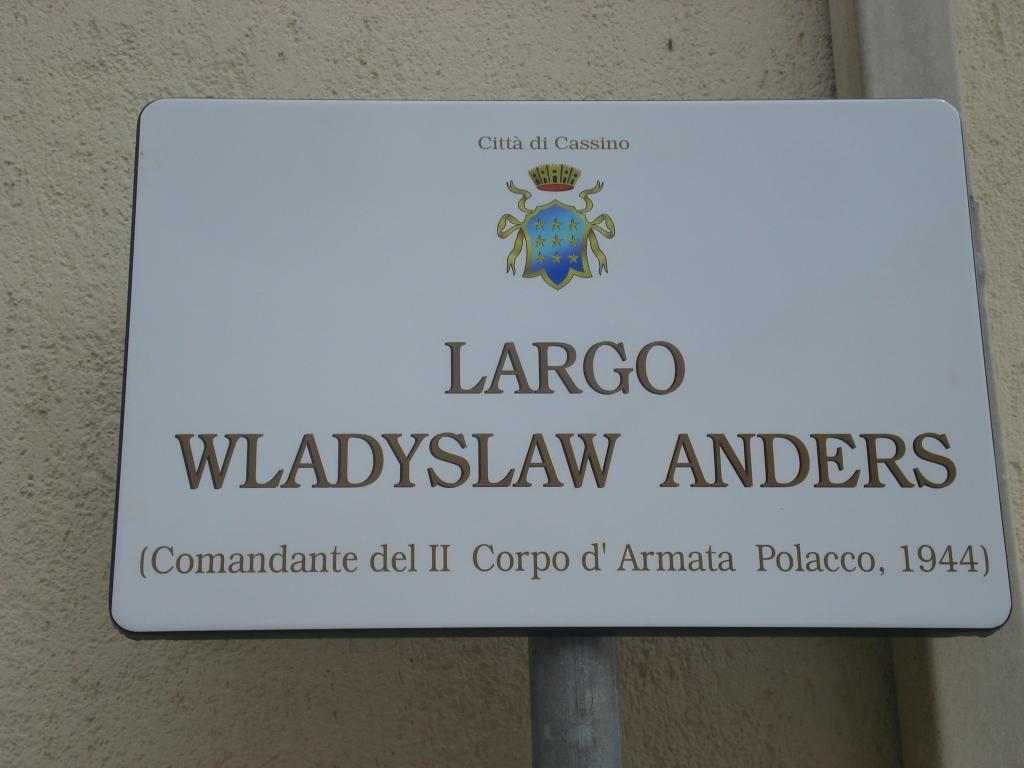 Città di Cassino
LARGO
WLADYSLAW ANDERS
(Comandante del II Corpo d' Armata Polacco, 1944)